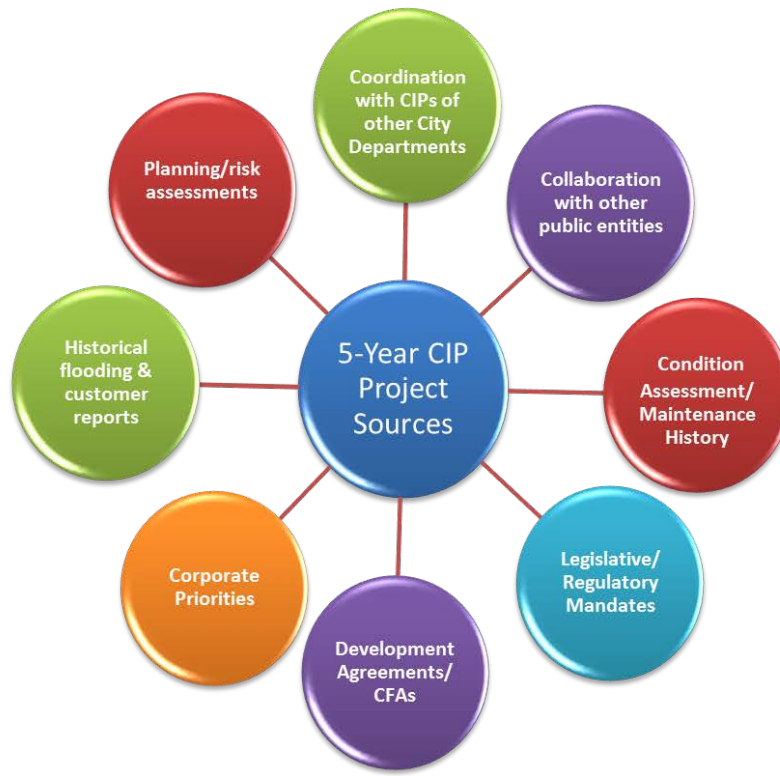 Coordination
with CIPs of
other City
Departments
Collaboration
with other
public entities
Condition
Assessment/
Maintenance
History
Legislative/
Regulatory
Mandates
Development
Agreements/
CFAs
Corporate
Priorities
Historical
flooding &
customer
reports
Planning/risk
assessments
5-Year CIP
Project
Sources